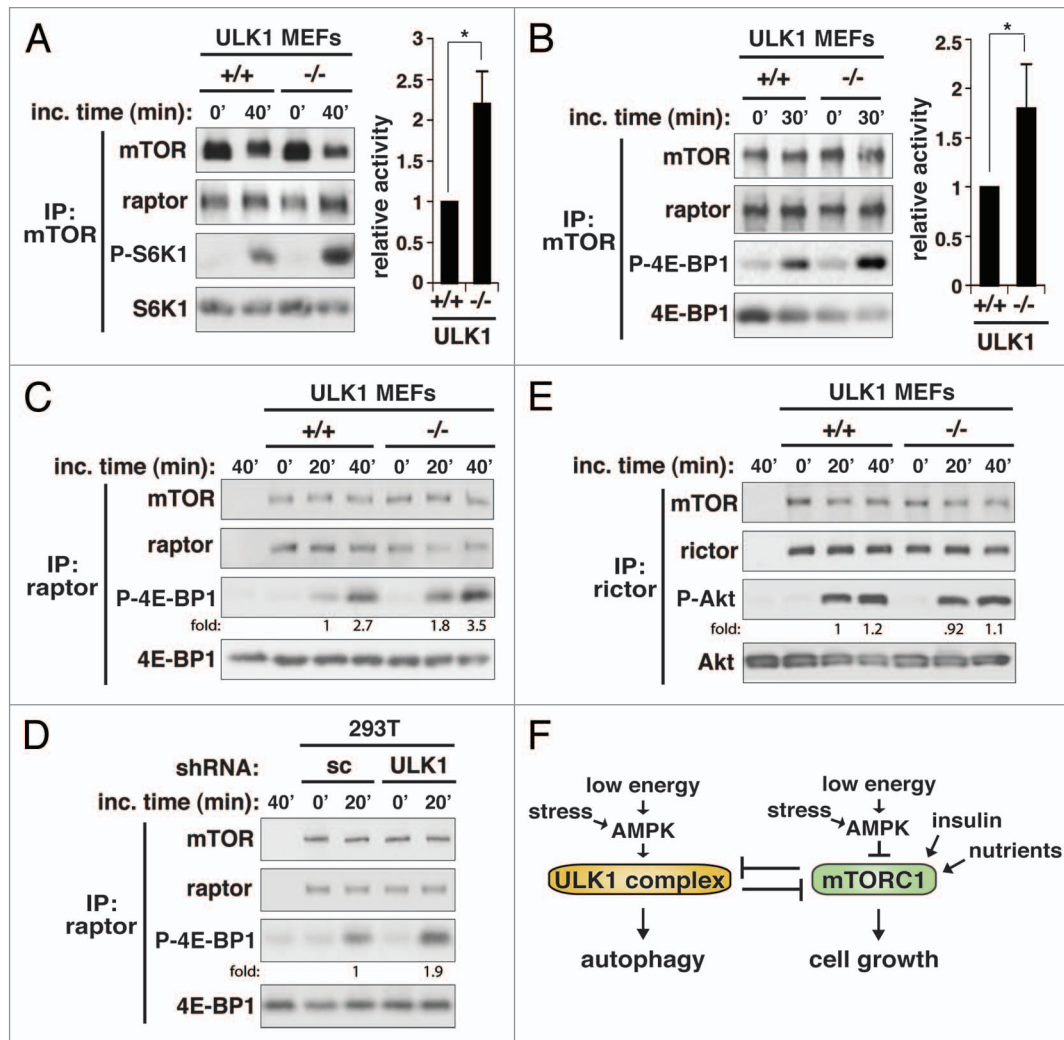 A
ULK1 MEFs
+/+ -/-
inc. time (min): 0' 40' 0' 40'
IP: mTOR
mTOR
raptor
P-S6K1
S6K1
relative activity
3
2.5
2
1.5
1
0.5
0
*
+/+ -/-
ULK1
B
ULK1 MEFs
+/+ -/-
inc. time (min): 0' 30' 0' 30'
IP: mTOR
mTOR
raptor
P-4E-BP1
4E-BP1
relative activity
2.5
2
1.5
1
0.5
0
*
+/+ -/-
ULK1
C
ULK1 MEFs
+/+ -/-
inc. time (min): 40' 0' 20' 40' 0' 20' 40'
IP: raptor
mTOR
raptor
P-4E-BP1
fold: 1 2.7 1.8 3.5
4E-BP1
E
ULK1 MEFs
+/+ -/-
inc. time (min): 40' 0' 20' 40' 0' 20' 40'
IP: rictor
mTOR
rictor
P-Akt
fold: 1 1.2 .92 1.1
Akt
D
293T
shRNA: sc ULK1
inc. time (min): 40' 0' 20' 0' 20'
IP: raptor
mTOR
raptor
P-4E-BP1
fold: 1 1.9
4E-BP1
F
low energy
stress
AMPK
ULK1 complex
autophagy
low energy
stress
AMPK
insulin
nutrients
mTORC1
cell growth